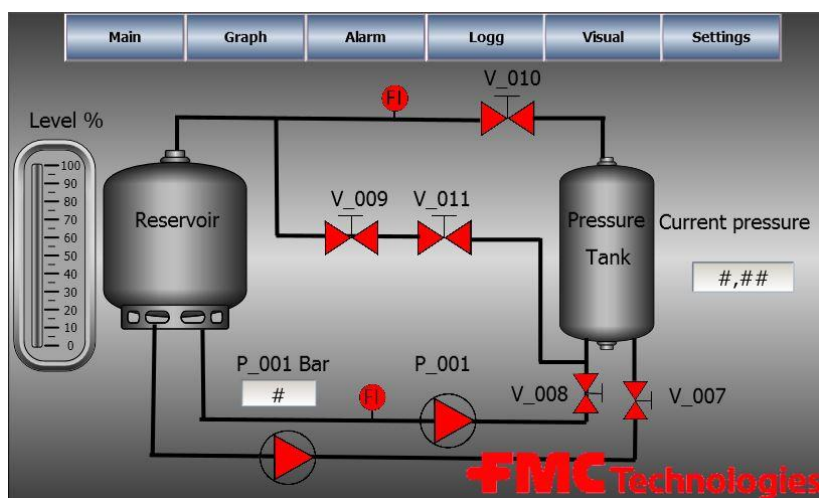 Main
Graph
Alarm
Logg
Visual
Settings
V_010
FI
Level %
100
90
80
70
60
50
40
30
20
10
0
Reservoir
V_009
V_011
Pressure
Tank
Current pressure
#,##
P_001 Bar
#
P_001
FI
V_008
V_007
FMC Technologies